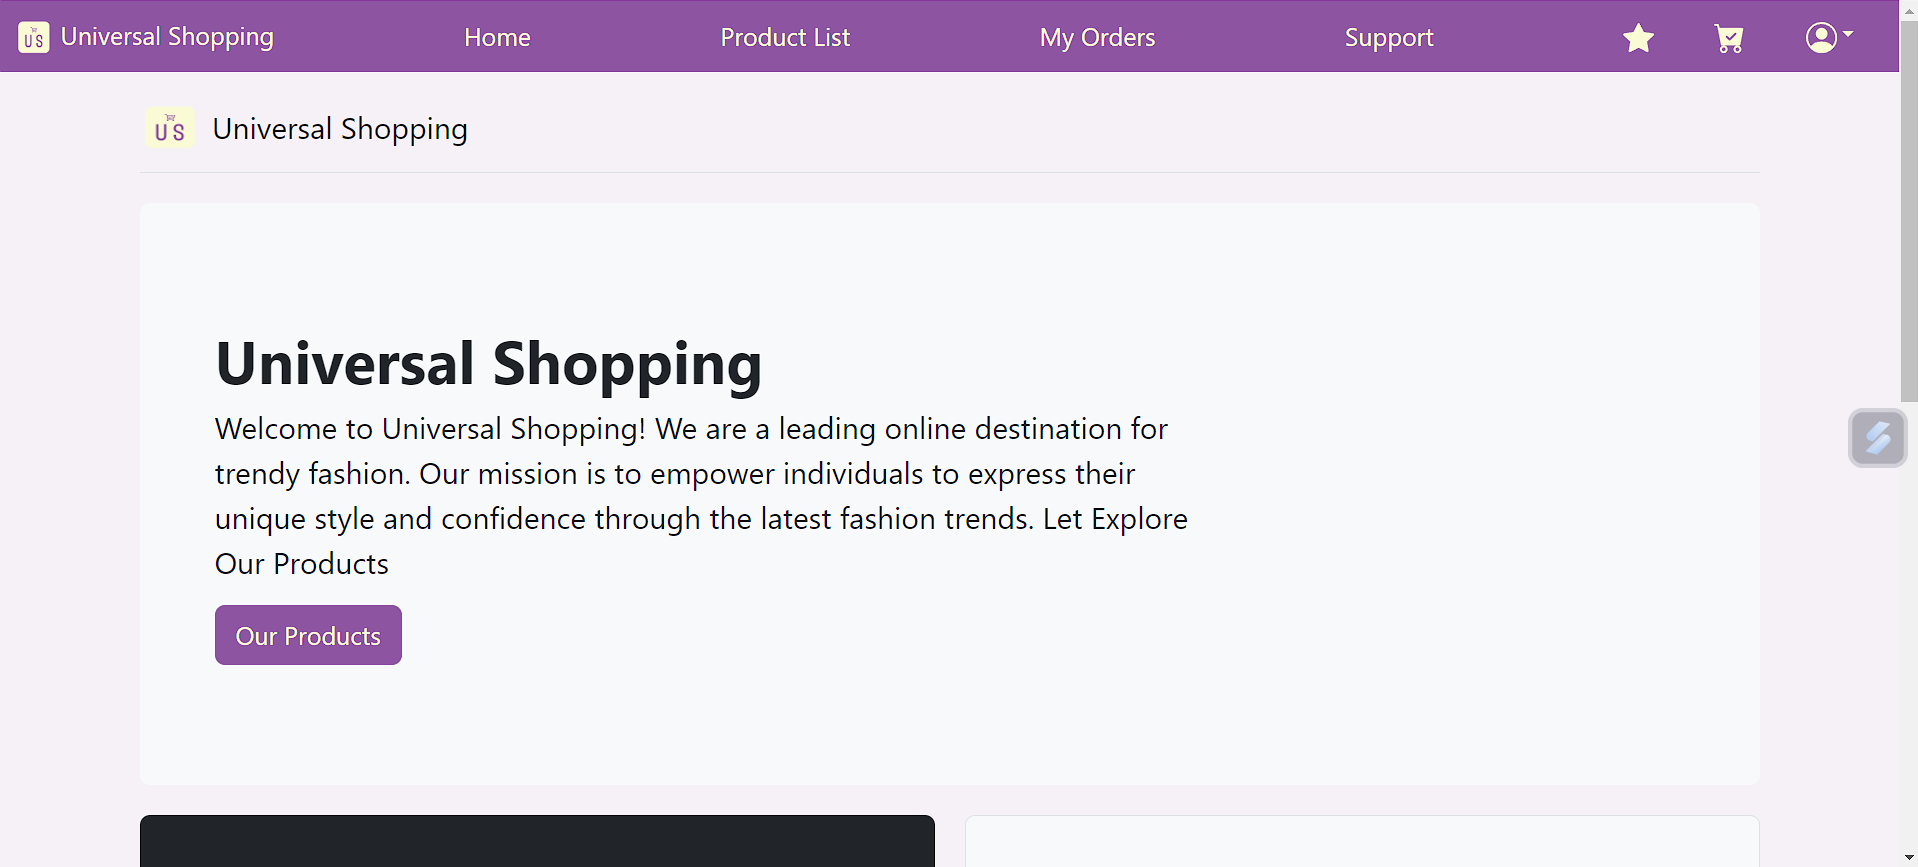 US Universal Shopping Home Product List My Orders Support
US Universal Shopping
Universal Shopping
Welcome to Universal Shopping! We are a leading online destination for
trendy fashion. Our mission is to empower individuals to express their
unique style and confidence through the latest fashion trends. Let Explore
Our Products
Our Products